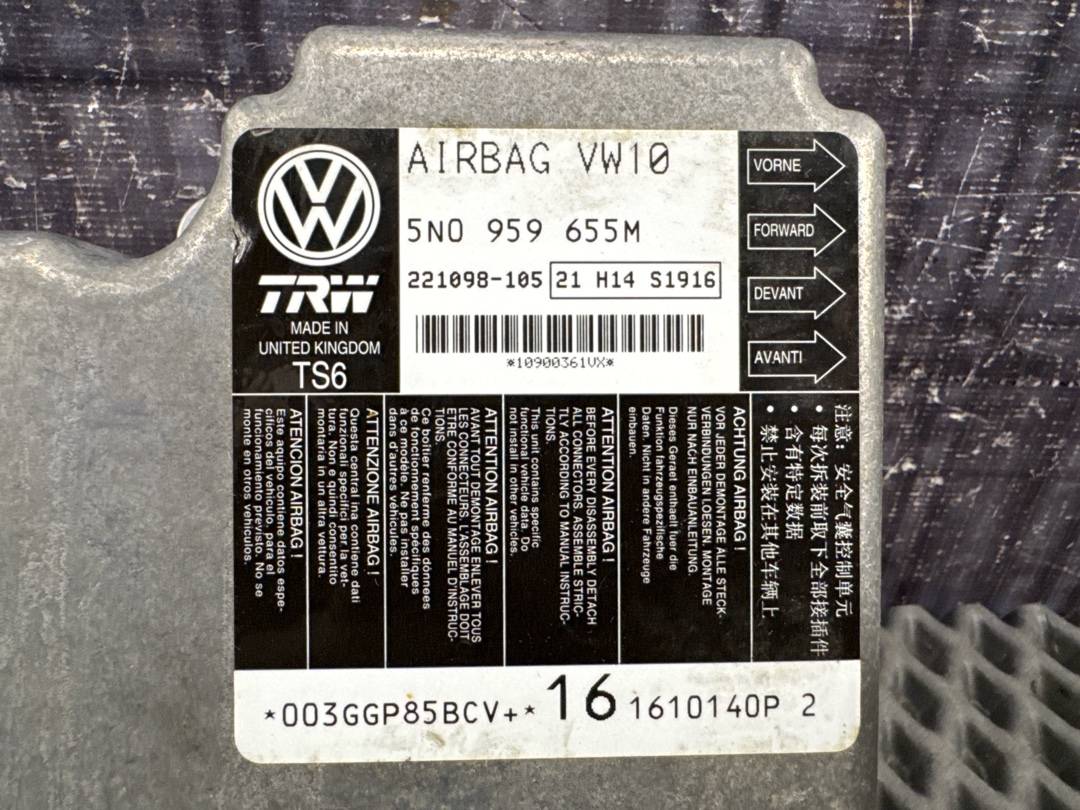 AIRBAG VW10
5N0 959 655M
221098-105 21 H14 S1916
*10900361VX*
TRW
MADE IN
UNITED KINGDOM
TS6
VORNE
FORWARD
DEVANT
AVANTI
注意: 安全气囊控制单元
• 每次拆装前取下全部接插件
• 含有特定数据
• 禁止安装在其他车辆上
ACHTUNG AIRBAG !
VOR JEDER DEMONTAGE ALLE STECK-
VERBINDUNGEN LOESEN. MONTAGE
NUR NACH EINBAUANLEITUNG.
Dieses Geraet enthaelt fuer die
Funktion fahrzeugspezifische
Daten. Nicht in andere Fahrzeuge
einbauen.
ATTENTION AIRBAG !
BEFORE EVERY DISASSEMBLY DETACH
ALL CONNECTORS. ASSEMBLE STRIC-
TLY ACCORDING TO MANUAL INSTRUC-
TIONS.
This unit contains specific
functional vehicle data. Do
not install in other vehicles.
ATTENTION AIRBAG !
AVANT TOUT DEMONTAGE ENLEVER TOUS
LES CONNECTEURS. L'ASSEMBLAGE DOIT
ETRE CONFORME AU MANUEL D'INSTRUC-
TIONS.
Ce boîtier renferme des données
de fonctionnement spécifiques
à ce modèle. Ne pas installer
dans d'autres véhicules.
ATTENZIONE AIRBAG !
Questa central ina contiene dati
funzionali specifici per la vet-
tura. Non e quindi consentito
montarla in un altra vettura.
ATENCION AIRBAG !
Este aquipo contiene datos espe-
cificos del vehiculo, para el
funcionamiento previsto. No se
monte en otros vehiculos.
*003GGP85BCV+* 16 1610140P 2